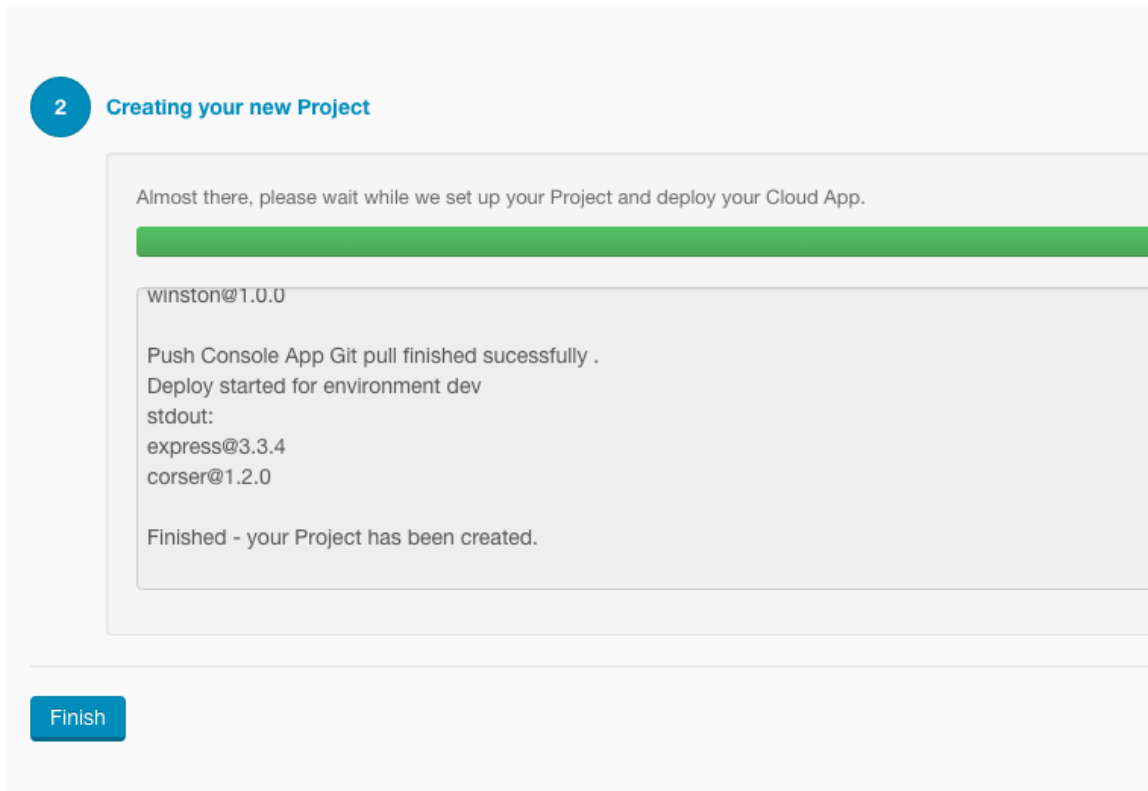 2
Creating your new Project
Almost there, please wait while we set up your Project and deploy your Cloud App.
winston@1.0.0
Push Console App Git pull finished sucessfully .
Deploy started for environment dev
stdout:
express@3.3.4
corser@1.2.0
Finished - your Project has been created.
Finish